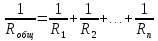 1/R_общ = 1/R_1 + 1/R_2 + ... + 1/R_n